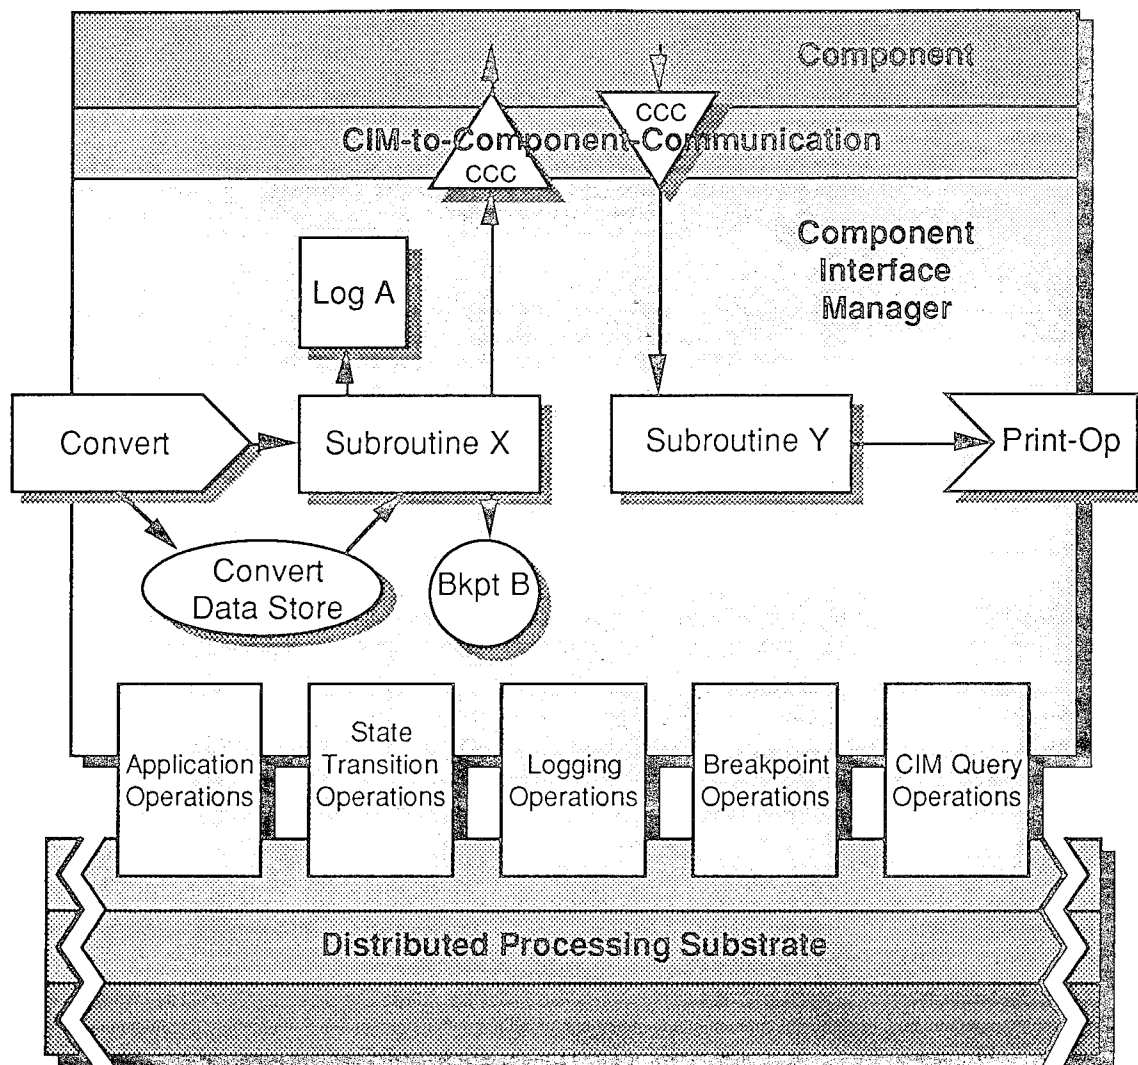 Component
CIM-to-Component-Communication
CCC
CCC
Component
Interface
Manager
Log A
Convert
Subroutine X
Subroutine Y
Print-Op
Convert
Data Store
Bkpt B
Application
Operations
State
Transition
Operations
Logging
Operations
Breakpoint
Operations
CIM Query
Operations
Distributed Processing Substrate